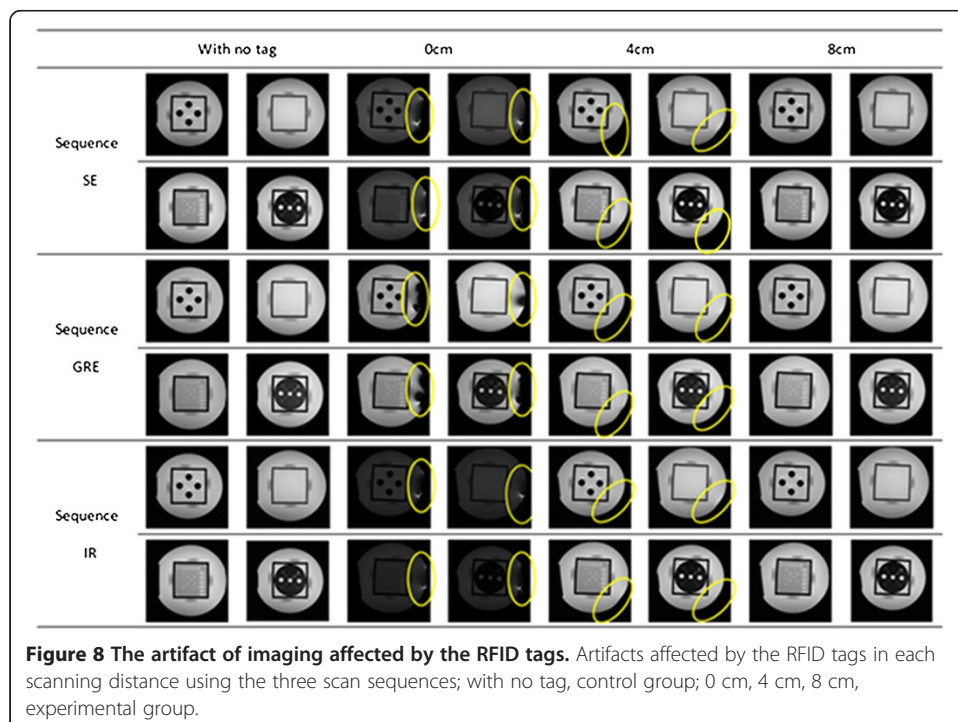 With no tag 0cm 4cm 8cm
Sequence
SE
Sequence
GRE
Sequence
IR
Figure 8 The artifact of imaging affected by the RFID tags. Artifacts affected by the RFID tags in each
scanning distance using the three scan sequences; with no tag, control group; 0 cm, 4 cm, 8 cm,
experimental group.